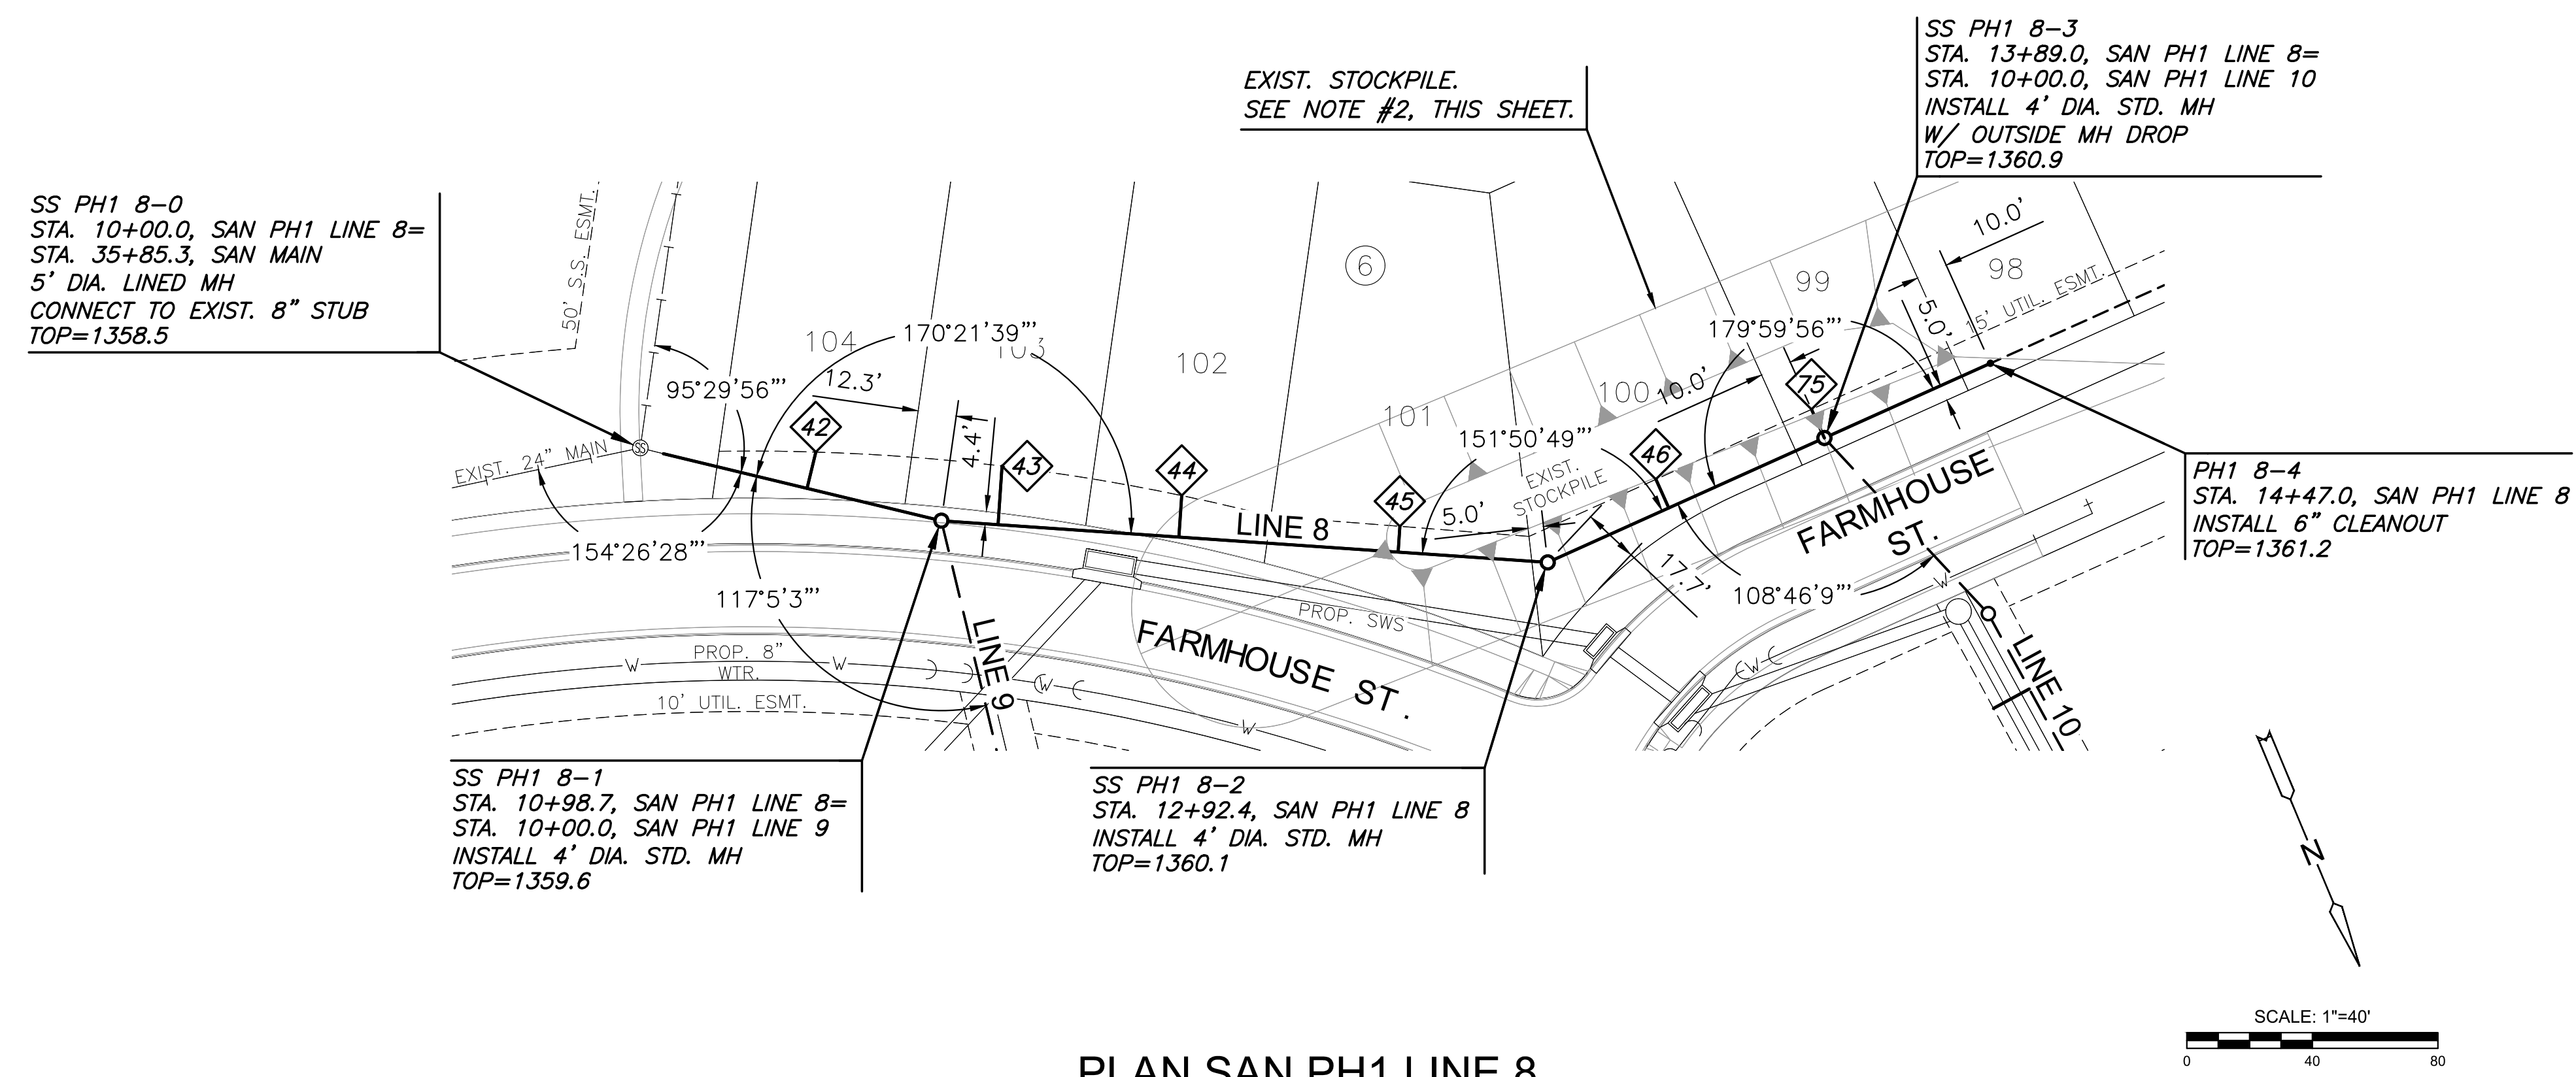 SS PH1 8-3
STA. 13+89.0, SAN PH1 LINE 8=
STA. 10+00.0, SAN PH1 LINE 10
INSTALL 4' DIA. STD. MH
W/ OUTSIDE MH DROP
TOP=1360.9
EXIST. STOCKPILE.
SEE NOTE #2, THIS SHEET.
SS PH1 8-0
STA. 10+00.0, SAN PH1 LINE 8=
STA. 35+85.3, SAN MAIN
5' DIA. LINED MH
CONNECT TO EXIST. 8" STUB
TOP=1358.5
50' S.S. ESMT.
10.0'
6
99
98
5.0'
15' UTIL. ESMT.
104
170°21'39"'
103
102
179°59'56"'
95°29'56"'
12.3'
100
10.0'
75
101
42
4.4'
43
44
151°50'49"'
46
EXIST. 24" MAIN
SS
45
5.0'
EXIST.
STOCKPILE
LINE 8
FARMHOUSE
ST.
PH1 8-4
STA. 14+47.0, SAN PH1 LINE 8
INSTALL 6" CLEANOUT
TOP=1361.2
154°26'28"'
117°5'3"'
17.7'
108°46'9"'
W
PROP. SWS
FARMHOUSE ST.
LINE 9
PROP. 8"
WTR.
W
W
W
W
W
10' UTIL. ESMT.
LINE 10
SS PH1 8-1
STA. 10+98.7, SAN PH1 LINE 8=
STA. 10+00.0, SAN PH1 LINE 9
INSTALL 4' DIA. STD. MH
TOP=1359.6
SS PH1 8-2
STA. 12+92.4, SAN PH1 LINE 8
INSTALL 4' DIA. STD. MH
TOP=1360.1
N
SCALE: 1"=40'
0 40 80
PLAN SAN PH1 LINE 8